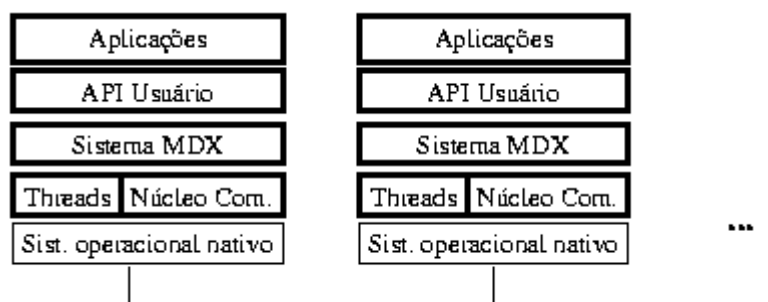 Aplicações Aplicações
API Usuário API Usuário
Sistema MDX Sistema MDX
Threads Núcleo Com. Threads Núcleo Com.
Sist. operacional nativo Sist. operacional nativo ...